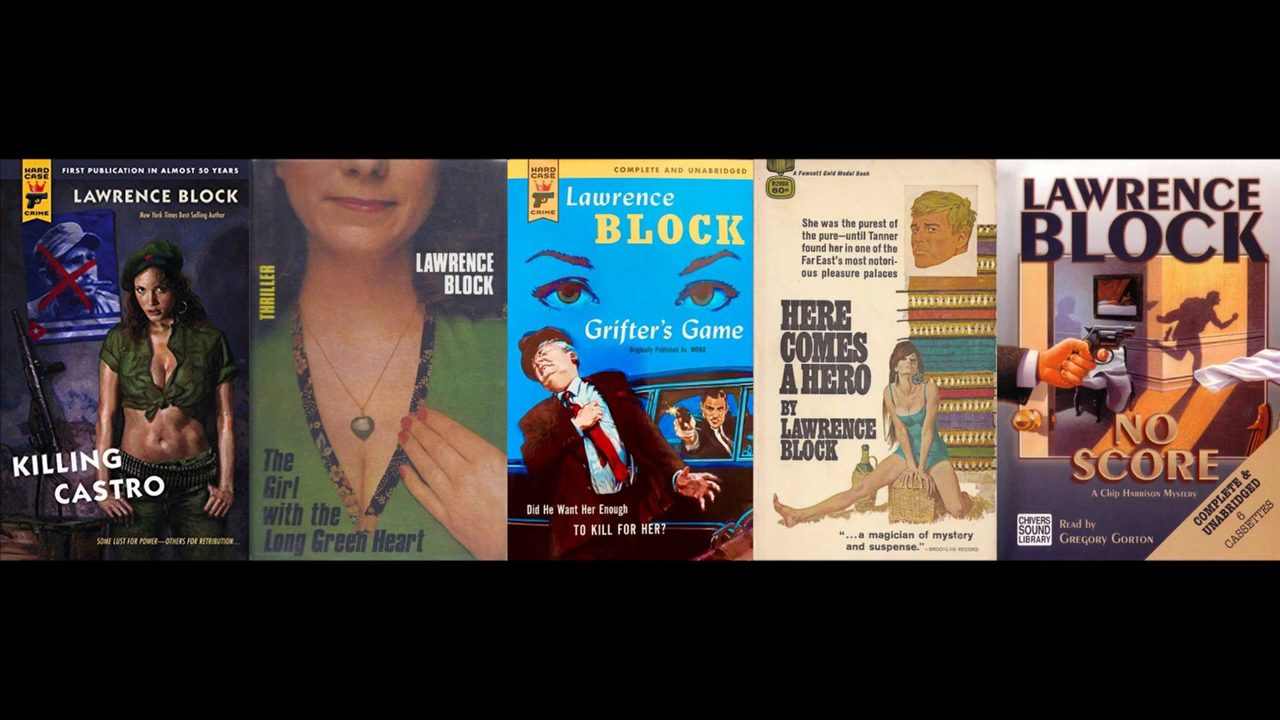 HARD
CASE
CRIME
FIRST PUBLICATION IN ALMOST 50 YEARS
LAWRENCE BLOCK
New York Times Best-Selling Author
KILLING
CASTRO
SOME LUST FOR POWER—OTHERS FOR RETRIBUTION...
THRILLER
LAWRENCE
BLOCK
The
Girl
with the
Long Green Heart
HARD
CASE
CRIME
COMPLETE AND UNABRIDGED
Lawrence
BLOCK
Grifter's Game
Originally Published As 'MONA'
Did He Want Her Enough
TO KILL FOR HER?
R2008
60¢
A Fawcett Gold Medal Book
She was the purest of
the pure—until Tanner
found her in one of the
Far East's most notori-
ous pleasure palaces
HERE
COMES
A HERO
BY
LAWRENCE
BLOCK
"...a magician of mystery
and suspense."—BROOKLYN RECORD
LAWRENCE
BLOCK
NO
SCORE
A Chip Harrison Mystery
CHIVERS
SOUND
LIBRARY
Read by
Gregory Gorton
COMPLETE &
UNABRIDGED
6
CASSETTES